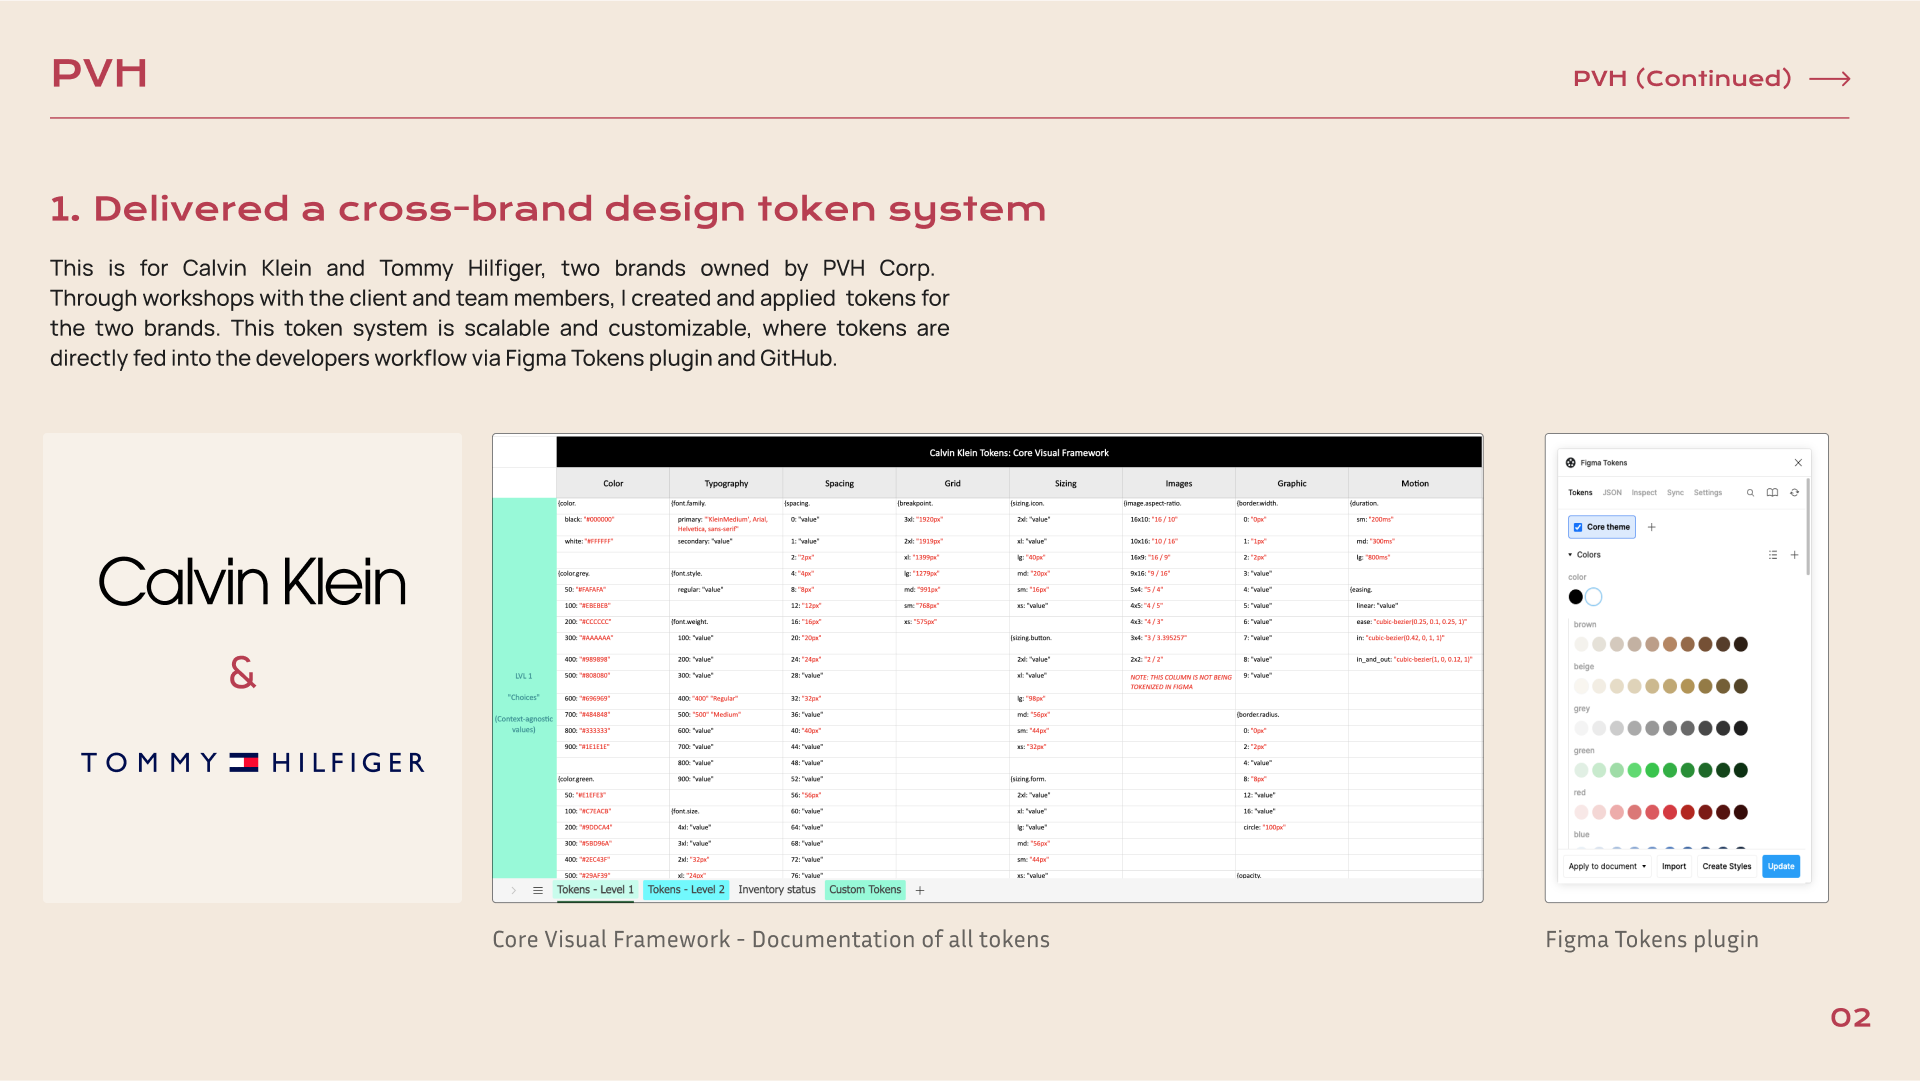 PVH
PVH (Continued)
1. Delivered a cross-brand design token system
This is for Calvin Klein and Tommy Hilfiger, two brands owned by PVH Corp.
Through workshops with the client and team members, I created and applied tokens for
the two brands. This token system is scalable and customizable, where tokens are
directly fed into the developers workflow via Figma Tokens plugin and GitHub.
Calvin Klein
&
TOMMY HILFIGER
Calvin Klein Tokens: Core Visual Framework
Color Typography Spacing Grid Sizing Images Graphic Motion
{color. {font.family. {spacing. {breakpoint. {sizing.icon. {image.aspect-ratio. {border.width. {duration.
black: "#000000" primary: "'KleinMedium', Arial, 0: "value" 3xl: "1920px" 2xl: "value" 16x10: "16 / 10" 0: "0px" sm: "200ms"
Helvetica, sans-serif"
white: "#FFFFFF" secondary: "value" 1: "value" 2xl: "1919px" xl: "value" 10x16: "10 / 16" 1: "1px" md: "300ms"
2: "2px" xl: "1399px" lg: "40px" 16x9: "16 / 9" 2: "2px" lg: "800ms"
{color.grey. {font.style. 4: "4px" lg: "1279px" md: "20px" 9x16: "9 / 16" 3: "value"
50: "#FAFAFA" regular: "value" 8: "8px" md: "991px" sm: "16px" 5x4: "5 / 4" 4: "value" {easing.
100: "#EBEBEB" 12: "12px" sm: "768px" xs: "value" 4x5: "4 / 5" 5: "value" linear: "value"
200: "#CCCCCC" {font.weight. 16: "16px" xs: "575px" 4x3: "4 / 3" 6: "value" ease: "cubic-bezier(0.25, 0.1, 0.25, 1)"
300: "#AAAAAA" 100: "value" 20: "20px" {sizing.button. 3x4: "3 / 3.395257" 7: "value" in: "cubic-bezier(0.42, 0, 1, 1)"
400: "#989898" 200: "value" 24: "24px" 2xl: "value" 2x2: "2 / 2" 8: "value" in_and_out: "cubic-bezier(1, 0, 0.12, 1)"
500: "#808080" 300: "value" 28: "value" xl: "value" NOTE: THIS COLUMN IS NOT BEING 9: "value"
TOKENIZED IN FIGMA
600: "#696969" 400: "400" "Regular" 32: "32px" lg: "98px"
700: "#484848" 500: "500" "Medium" 36: "value" md: "56px" {border.radius.
800: "#333333" 600: "value" 40: "40px" sm: "44px" 0: "0px"
900: "#1E1E1E" 700: "value" 44: "value" xs: "32px" 2: "2px"
800: "value" 48: "value" 4: "value"
{color.green. 900: "value" 52: "value" {sizing.form. 8: "8px"
50: "#E1EFE3" 56: "56px" 2xl: "value" 12: "value"
100: "#C7EACB" {font.size. 60: "value" xl: "value" 16: "value"
200: "#9DDCA4" 4xl: "value" 64: "value" lg: "value" circle: "100px"
300: "#5BD96A" 3xl: "value" 68: "value" md: "56px"
400: "#2EC43F" 2xl: "32px" 72: "value" sm: "44px"
500: "#29AF39" xl: "24px" 76: "value" xs: "value" {opacity.
LVL 1
"Choices"
(Context-agnostic
values)
Tokens - Level 1 Tokens - Level 2 Inventory status Custom Tokens
Core Visual Framework - Documentation of all tokens
Figma Tokens
Tokens JSON Inspect Sync Settings
Core theme
Colors
color
brown
beige
grey
green
red
blue
Apply to document Import Create Styles Update
Figma Tokens plugin
02